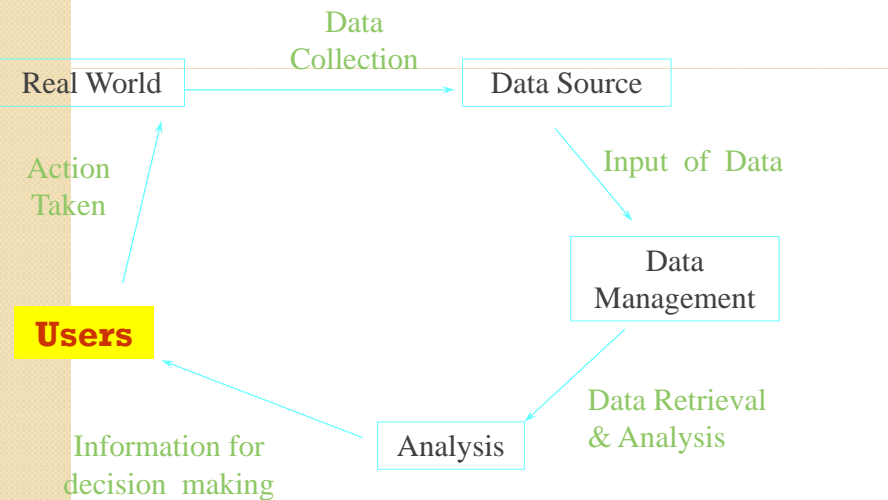 Data
Collection
Real World
Data Source
Action
Taken
Input of Data
Data
Management
Users
Data Retrieval
& Analysis
Analysis
Information for
decision making